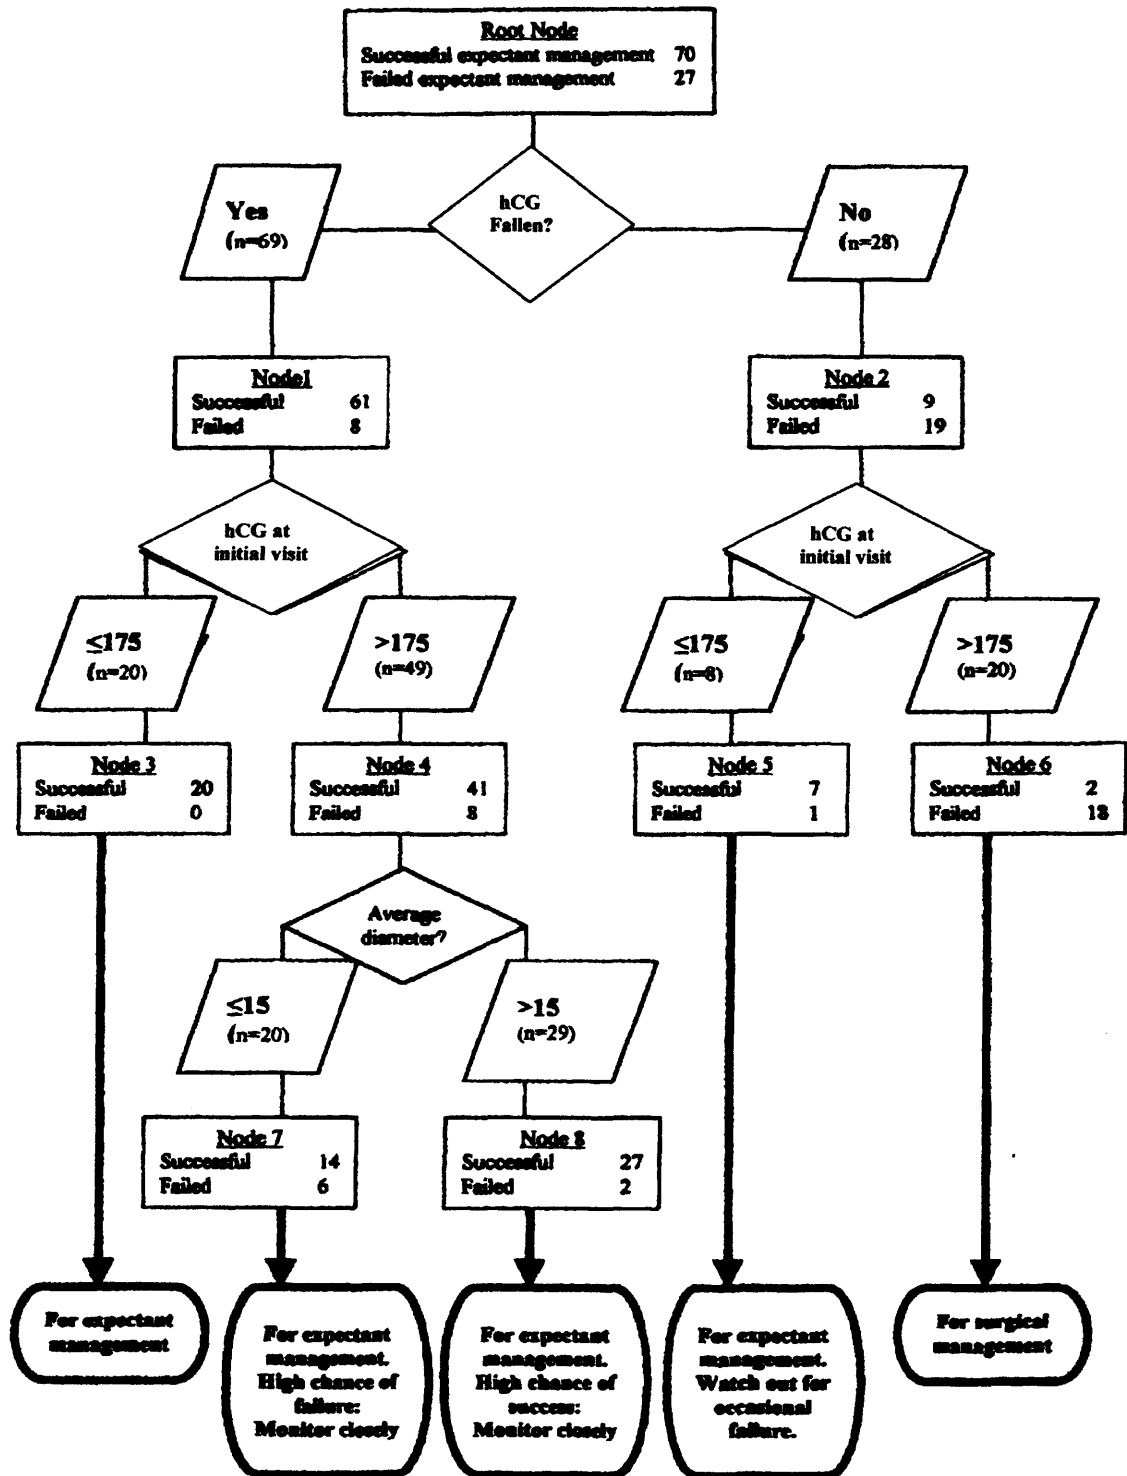 Root Node
Successful expectant management 70
Failed expectant management 27
hCG
Fallen?
Yes
(n=69)
No
(n=28)
Node1
Successful 61
Failed 8
Node 2
Successful 9
Failed 19
hCG at
initial visit
hCG at
initial visit
≤175
(n=20)
>175
(n=49)
≤175
(n=8)
>175
(n=20)
Node 3
Successful 20
Failed 0
Node 4
Successful 41
Failed 8
Node 5
Successful 7
Failed 1
Node 6
Successful 2
Failed 18
Average
diameter?
≤15
(n=20)
>15
(n=29)
Node 7
Successful 14
Failed 6
Node 8
Successful 27
Failed 2
For expectant
management
For expectant
management.
High chance of
failure:
Monitor closely
For expectant
management.
High chance of
success:
Monitor closely
For expectant
management.
Watch out for
occasional
failure.
For surgical
management